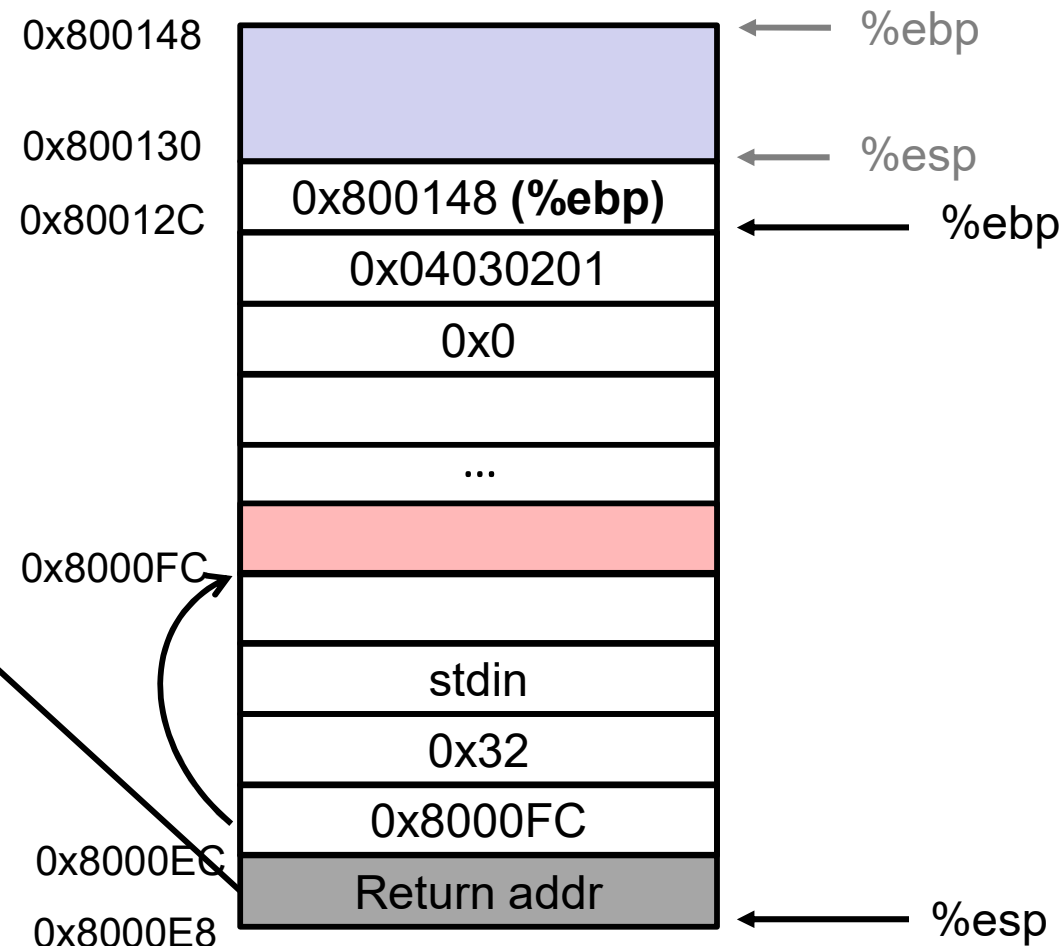 0x800148
%ebp
0x800130
%esp
0x800148 (%ebp)
0x80012C
%ebp
0x04030201
0x0
...
0x8000FC
stdin
0x32
0x8000FC
0x8000EC
Return addr
0x8000E8
%esp